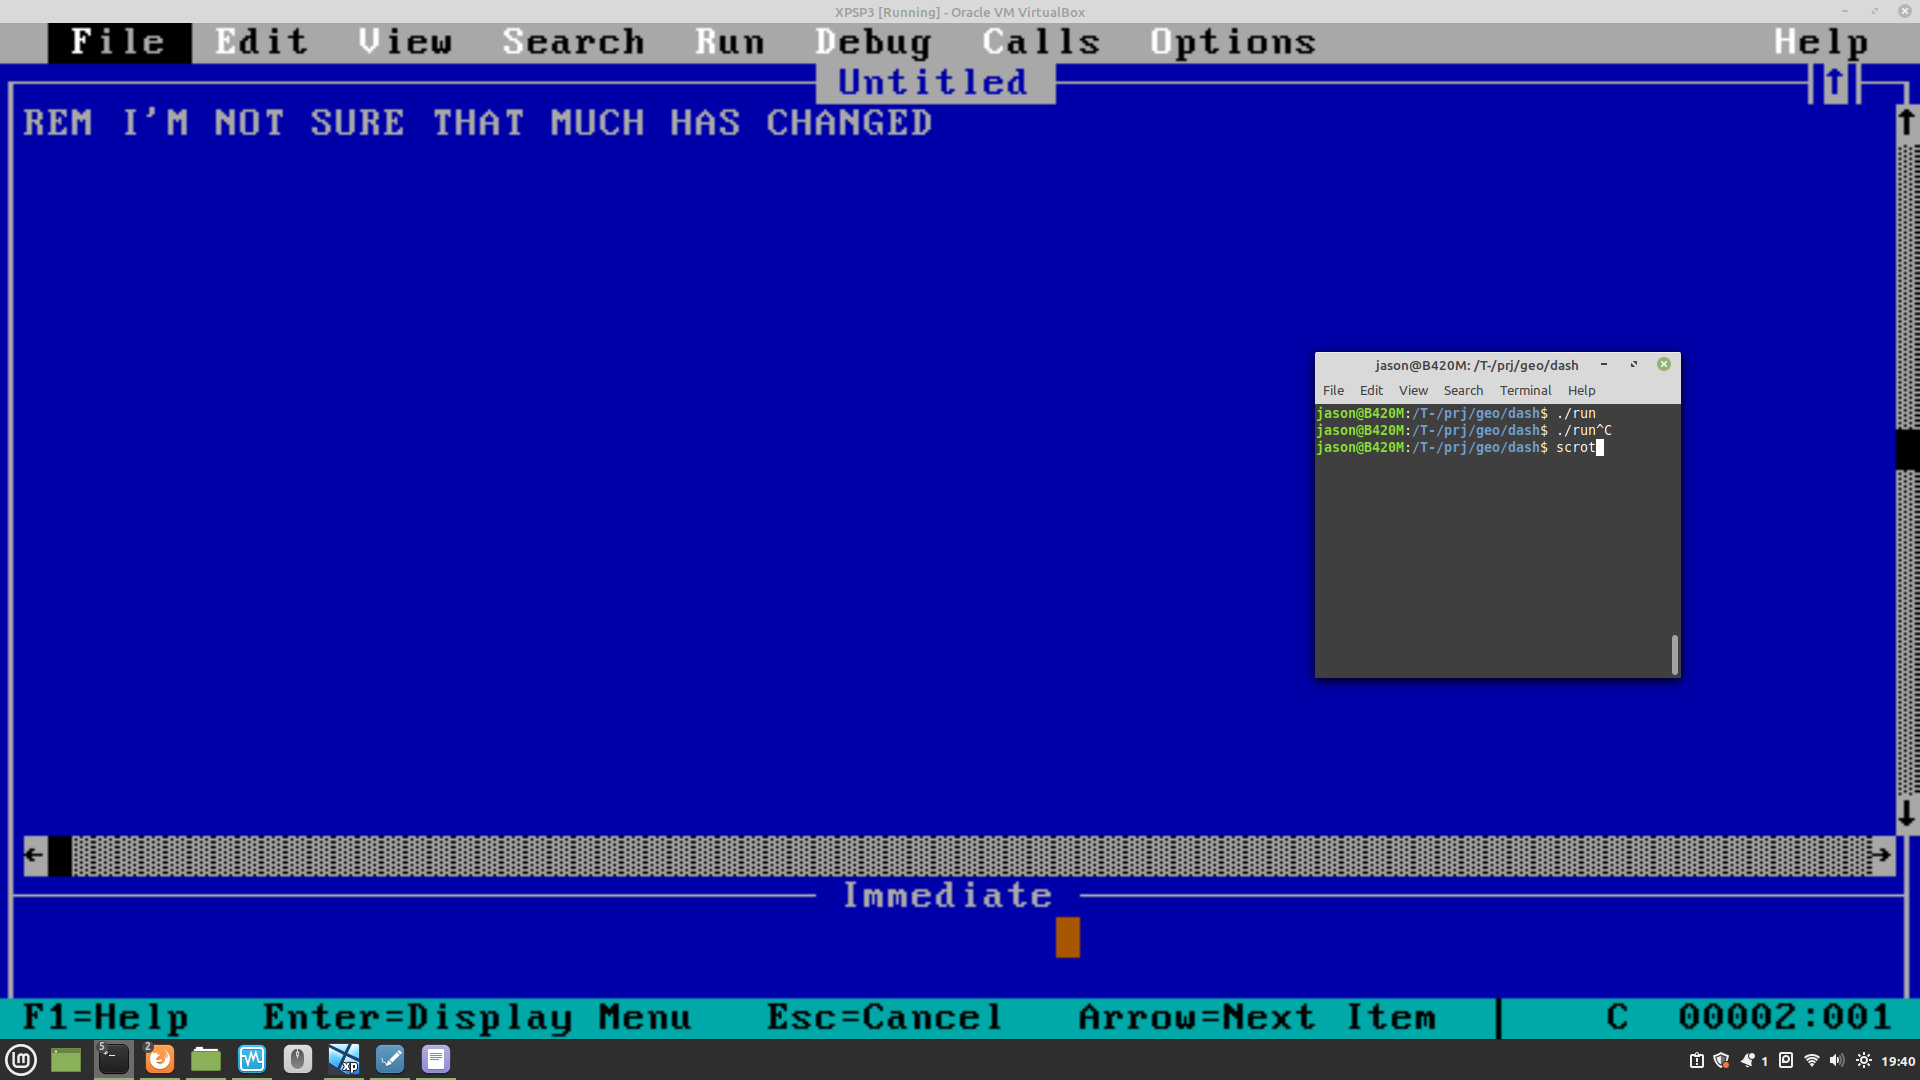 XPSP3 [Running] - Oracle VM VirtualBox
File Edit View Search Run Debug Calls Options Help
Untitled
REM I'M NOT SURE THAT MUCH HAS CHANGED
jason@B420M: /T-/prj/geo/dash
File Edit View Search Terminal Help
jason@B420M:/T-/prj/geo/dash$ ./run
jason@B420M:/T-/prj/geo/dash$ ./run^C
jason@B420M:/T-/prj/geo/dash$ scrot
Immediate
F1=Help Enter=Display Menu Esc=Cancel Arrow=Next Item C 00002:001
5 2 xp 1 19:40